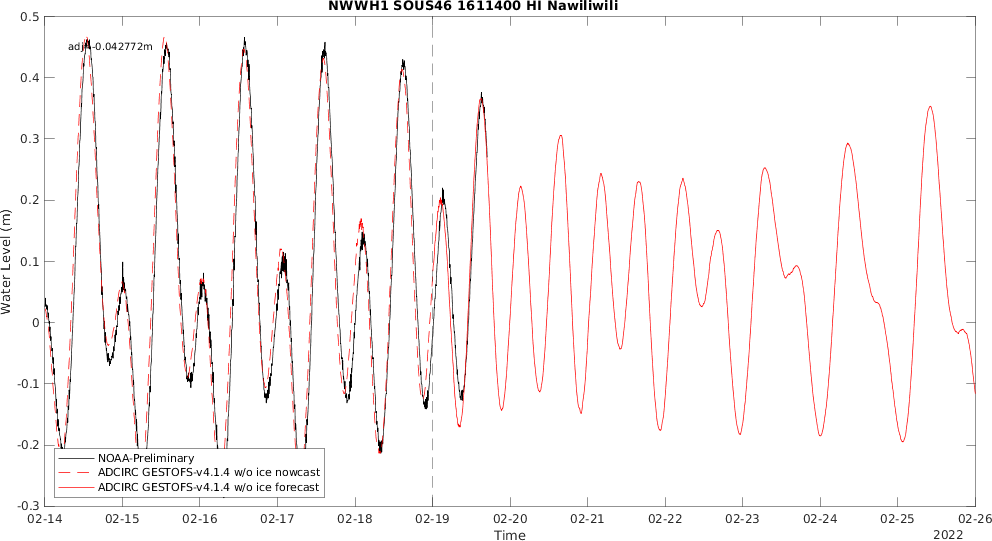 NWWH1 SOUS46 1611400 HI Nawiliwili
0.5
0.4
0.3
0.2
0.1
0
-0.1
-0.2
-0.3
Water Level (m)
-0.042772m
NOAA-Preliminary
ADCIRC GESTOFS-v4.1.4 w/o ice nowcast
ADCIRC GESTOFS-v4.1.4 w/o ice forecast
02-14 02-15 02-16 02-17 02-18 02-19 02-20 02-21 02-22 02-23 02-24 02-25 02-26
Time
2022